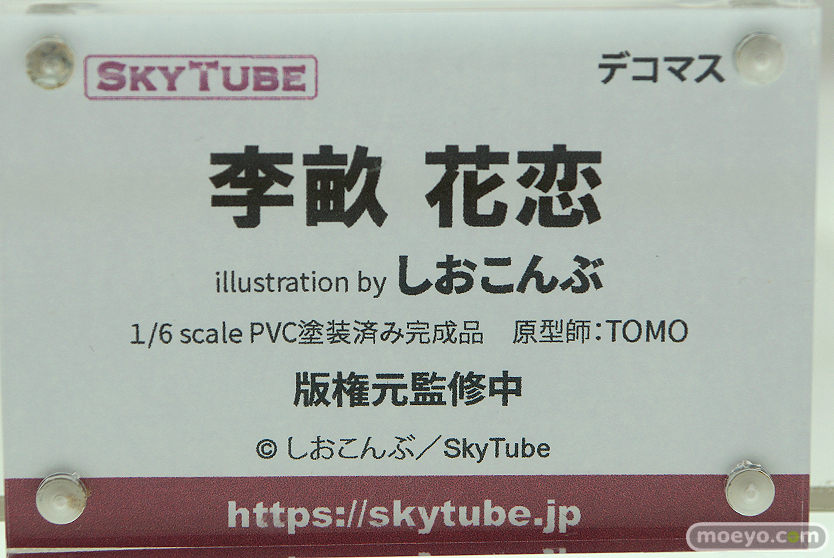 SKYTUBE
デコマス
李畝 花恋
illustration by しおこんぶ
1/6 scale PVC塗装済み完成品 原型師：TOMO
版権元監修中
© しおこんぶ／SkyTube
https://skytube.jp
moeyo.com